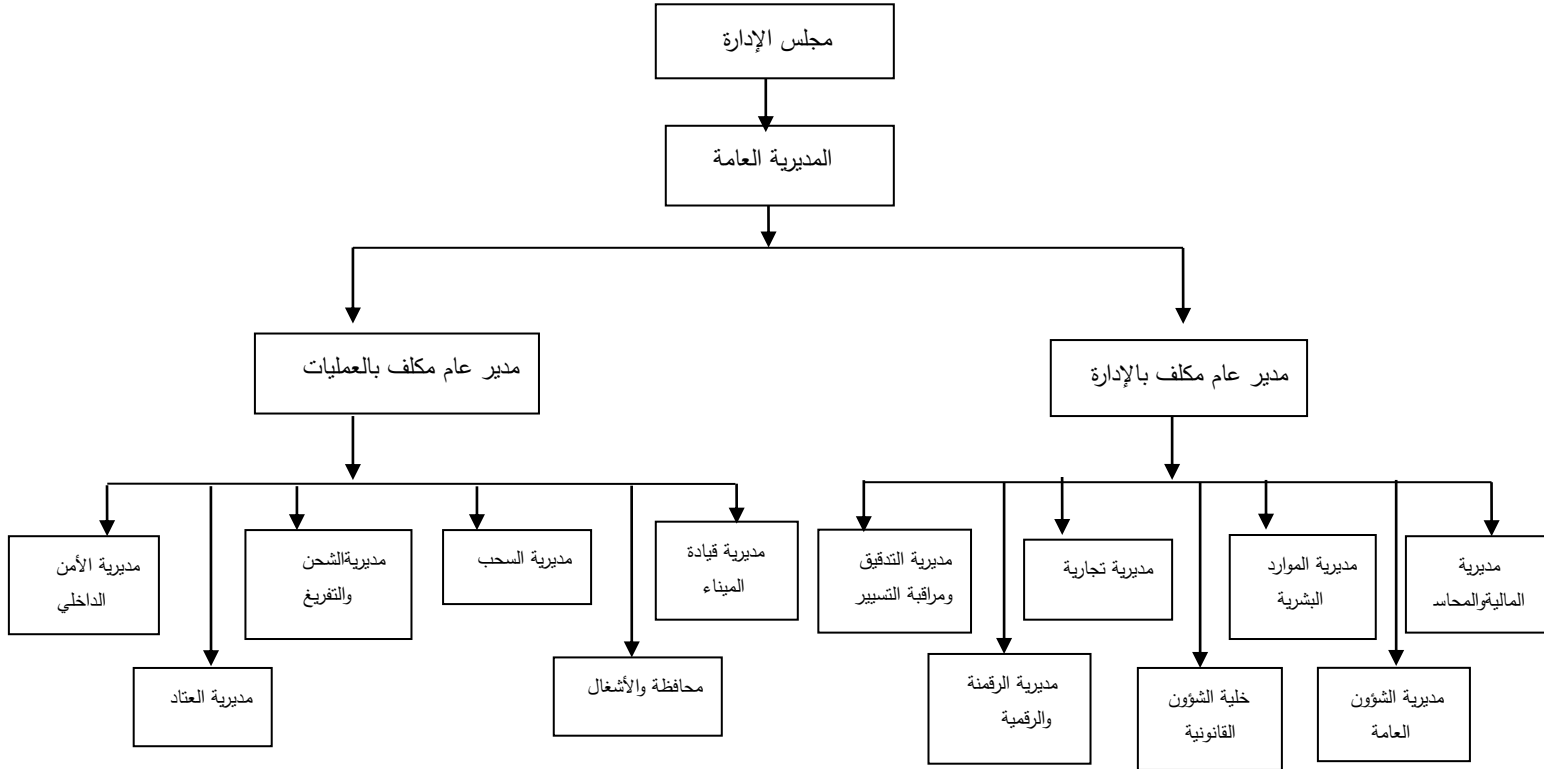 مجلس الإدارة
المديرية العامة
مدير عام مكلف بالإدارة
مدير عام مكلف بالعمليات
مديرية
المالية والمحاسـ
مديرية الموارد
البشرية
مديرية تجارية
مديرية التدقيق
ومراقبة التسيير
مديرية الشؤون
العامة
خلية الشؤون
القانونية
مديرية الرقمنة
والرقمية
مديرية قيادة
الميناء
مديرية السحب
مديريةالشحن
والتفريغ
مديرية الأمن
الداخلي
محافظة والأشغال
مديرية العتاد